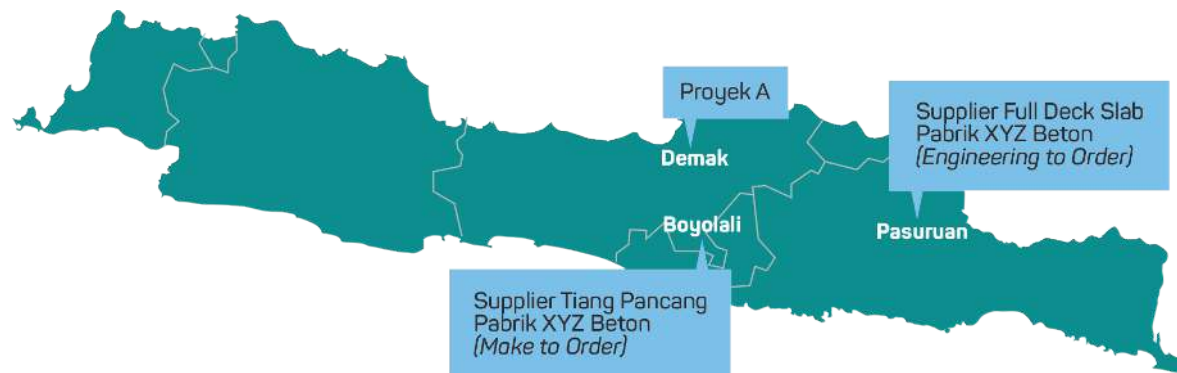 Proyek A
Demak
Supplier Full Deck Slab
Pabrik XYZ Beton
(Engineering to Order)
Pasuruan
Boyolali
Supplier Tiang Pancang
Pabrik XYZ Beton
(Make to Order)